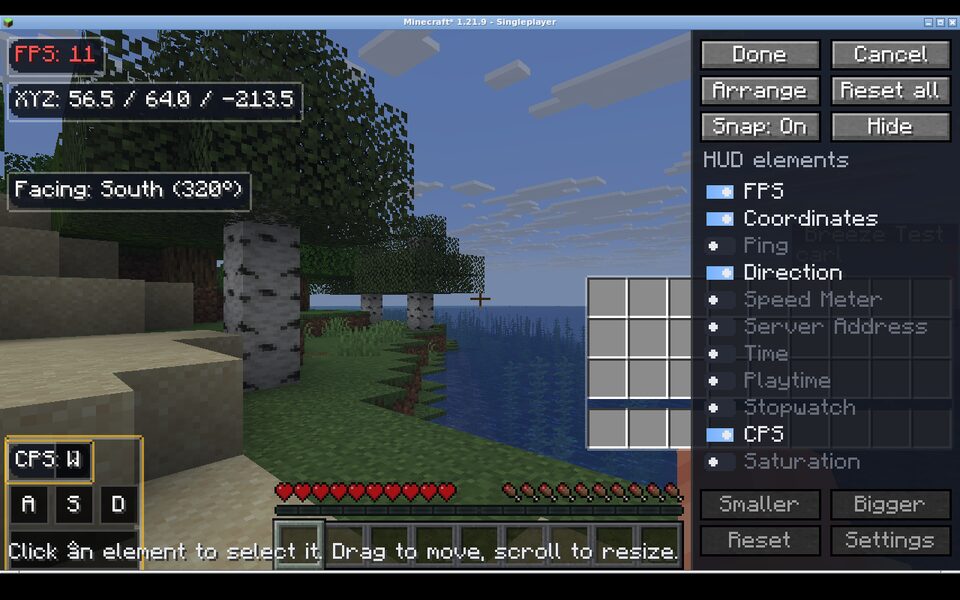 Minecraft* 1.21.9 - Singleplayer
FPS: 11
XYZ: 56.5 / 64.0 / -213.5
Facing: South (320°)
Done
Cancel
Arrange
Reset all
Snap: On
Hide
HUD elements
FPS
Coordinates
Ping
Direction
Speed Meter
Server Address
Time
Playtime
Stopwatch
CPS
Saturation
Smaller
Bigger
Reset
Settings
CPS: W
A S D
Click an element to select it. Drag to move, scroll to resize.